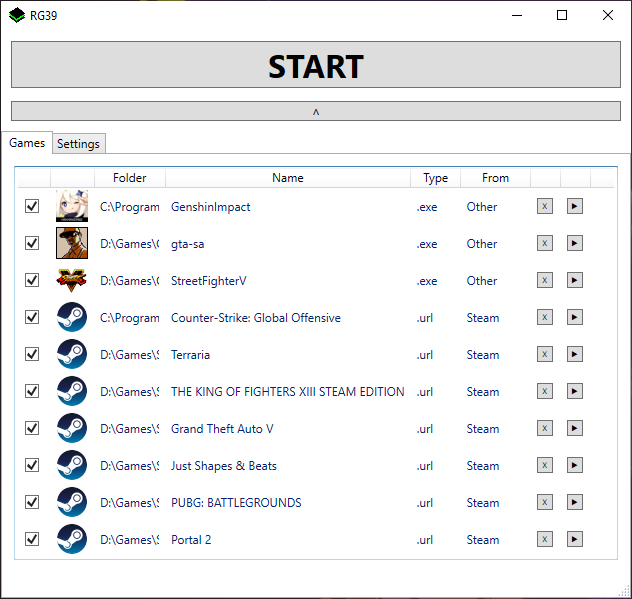 RG39
START
^
Games Settings
Folder Name Type From
C:\Program GenshinImpact .exe Other x
D:\Games\ gta-sa .exe Other x
D:\Games\ StreetFighterV .exe Other x
C:\Program Counter-Strike: Global Offensive .url Steam x
D:\Games\S Terraria .url Steam x
D:\Games\S THE KING OF FIGHTERS XIII STEAM EDITION .url Steam x
D:\Games\S Grand Theft Auto V .url Steam x
D:\Games\S Just Shapes & Beats .url Steam x
D:\Games\S PUBG: BATTLEGROUNDS .url Steam x
D:\Games\S Portal 2 .url Steam x